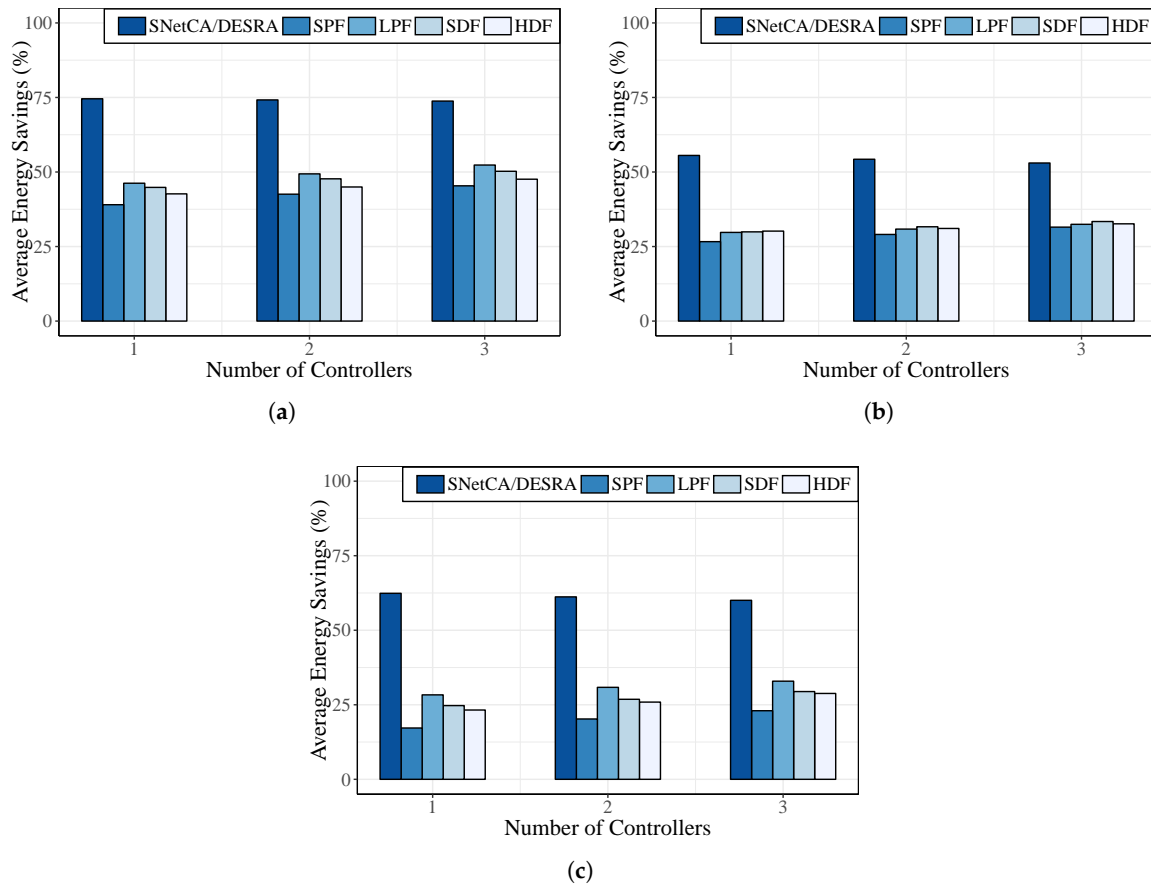 SNetCA/DESRA SPF LPF SDF HDF
Average Energy Savings (%)
100
75
50
25
0
1 2 3
Number of Controllers
(a)
SNetCA/DESRA SPF LPF SDF HDF
Average Energy Savings (%)
100
75
50
25
0
1 2 3
Number of Controllers
(b)
SNetCA/DESRA SPF LPF SDF HDF
Average Energy Savings (%)
100
75
50
25
0
1 2 3
Number of Controllers
(c)